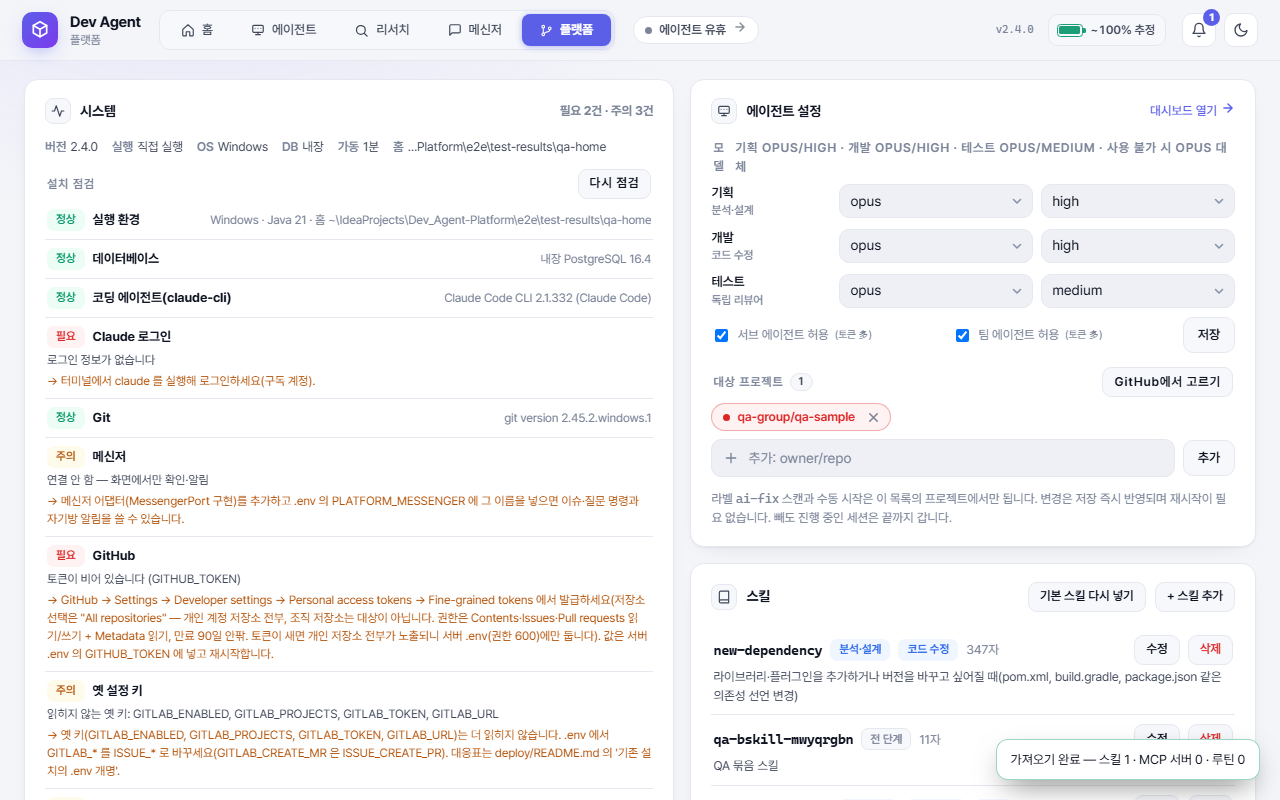 Dev Agent
플랫폼
홈
에이전트
리서치
메신저
플랫폼
에이전트 유휴
v2.4.0
~100% 추정
1
시스템
필요 2건 · 주의 3건
버전 2.4.0 실행 직접 실행 OS Windows DB 내장 가동 1분 홈 ...Platform\e2e\test-results\qa-home
설치 점검
다시 점검
정상 실행 환경 Windows · Java 21 · 홈 ~\IdeaProjects\Dev_Agent-Platform\e2e\test-results\qa-home
정상 데이터베이스 내장 PostgreSQL 16.4
정상 코딩 에이전트(claude-cli) Claude Code CLI 2.1.332 (Claude Code)
필요 Claude 로그인
로그인 정보가 없습니다
→ 터미널에서 claude 를 실행해 로그인하세요(구독 계정).
정상 Git git version 2.45.2.windows.1
주의 메신저
연결 안 함 — 화면에서만 확인·알림
→ 메신저 어댑터(MessengerPort 구현)를 추가하고 .env 의 PLATFORM_MESSENGER 에 그 이름을 넣으면 이슈·질문 명령과
자기방 알림을 쓸 수 있습니다.
필요 GitHub
토큰이 비어 있습니다 (GITHUB_TOKEN)
→ GitHub → Settings → Developer settings → Personal access tokens → Fine-grained tokens 에서 발급하세요(저장소
선택은 "All repositories" — 개인 계정 저장소 전부, 조직 저장소는 대상이 아닙니다. 권한은 Contents·Issues·Pull requests 읽
기/쓰기 + Metadata 읽기, 만료 90일 안팎. 토큰이 새면 개인 저장소 전부가 노출되니 서버 .env(권한 600)에만 둡니다). 값은 서버
.env 의 GITHUB_TOKEN 에 넣고 재시작합니다.
주의 옛 설정 키
읽히지 않는 옛 키: GITLAB_ENABLED, GITLAB_PROJECTS, GITLAB_TOKEN, GITLAB_URL
→ 옛 키(GITLAB_ENABLED, GITLAB_PROJECTS, GITLAB_TOKEN, GITLAB_URL)는 더 읽히지 않습니다. .env 에서
GITLAB_* 를 ISSUE_* 로 바꾸세요(GITLAB_CREATE_MR 은 ISSUE_CREATE_PR). 대응표는 deploy/README.md 의 '기존 설
치의 .env 개명'.
에이전트 설정
대시보드 열기 →
모델
기획 OPUS/HIGH · 개발 OPUS/HIGH · 테스트 OPUS/MEDIUM · 사용 불가 시 OPUS 대
체
기획
분석·설계
opus
high
개발
코드 수정
opus
high
테스트
독립 리뷰어
opus
medium
서브 에이전트 허용 (토큰 多)
팀 에이전트 허용 (토큰 多)
저장
대상 프로젝트 1
GitHub에서 고르기
qa-group/qa-sample
추가: owner/repo
추가
라벨 ai-fix 스캔과 수동 시작은 이 목록의 프로젝트에서만 됩니다. 변경은 저장 즉시 반영되며 재시작이 필
요 없습니다. 빼도 진행 중인 세션은 끝까지 갑니다.
스킬
기본 스킬 다시 넣기
+ 스킬 추가
new-dependency 분석·설계 코드 수정 347자
수정
삭제
라이브러리·플러그인을 추가하거나 버전을 바꾸고 싶어질 때(pom.xml, build.gradle, package.json 같은
의존성 선언 변경)
qa-bskill-mwyqrgbn 전 단계 11자
수정
삭제
QA 묶음 스킬
가져오기 완료 — 스킬 1 · MCP 서버 0 · 루틴 0